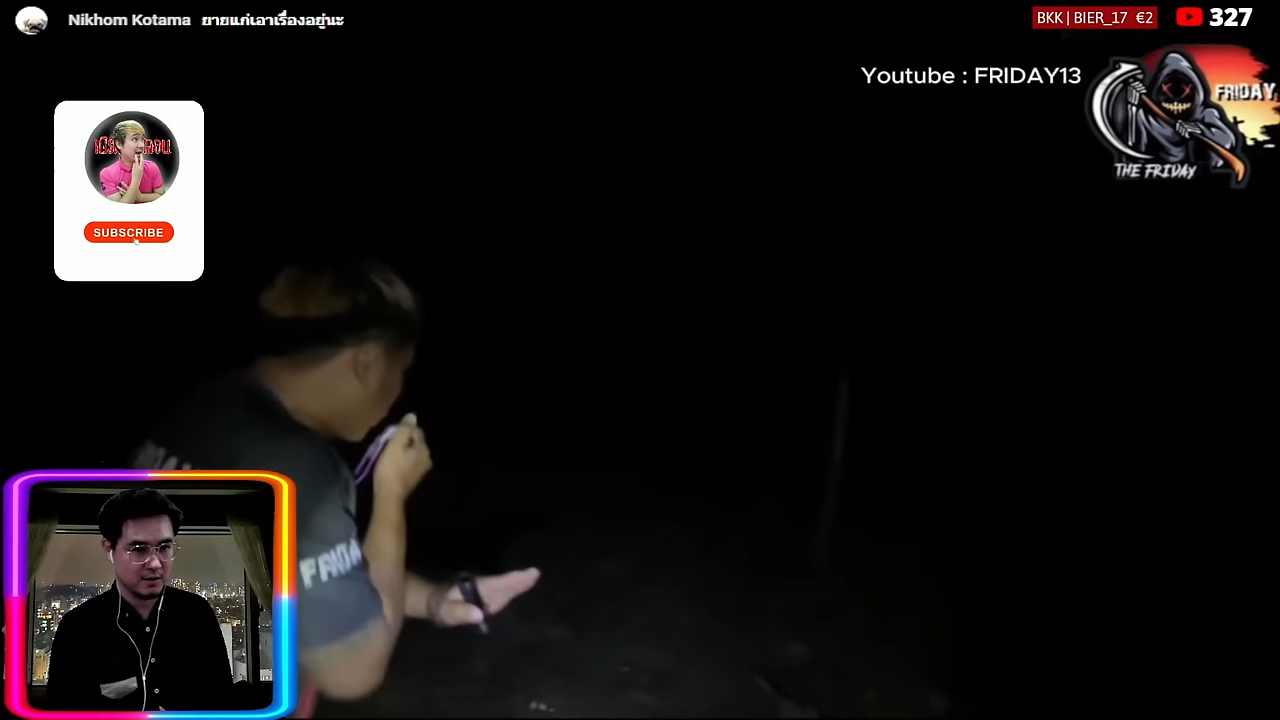 Nikhom Kotama ยายแก่เอาเรื่องอยู่นะ
BKK | BIER_17 €2
327
Youtube : FRIDAY13
FRIDAY
THE FRIDAY
SUBSCRIBE